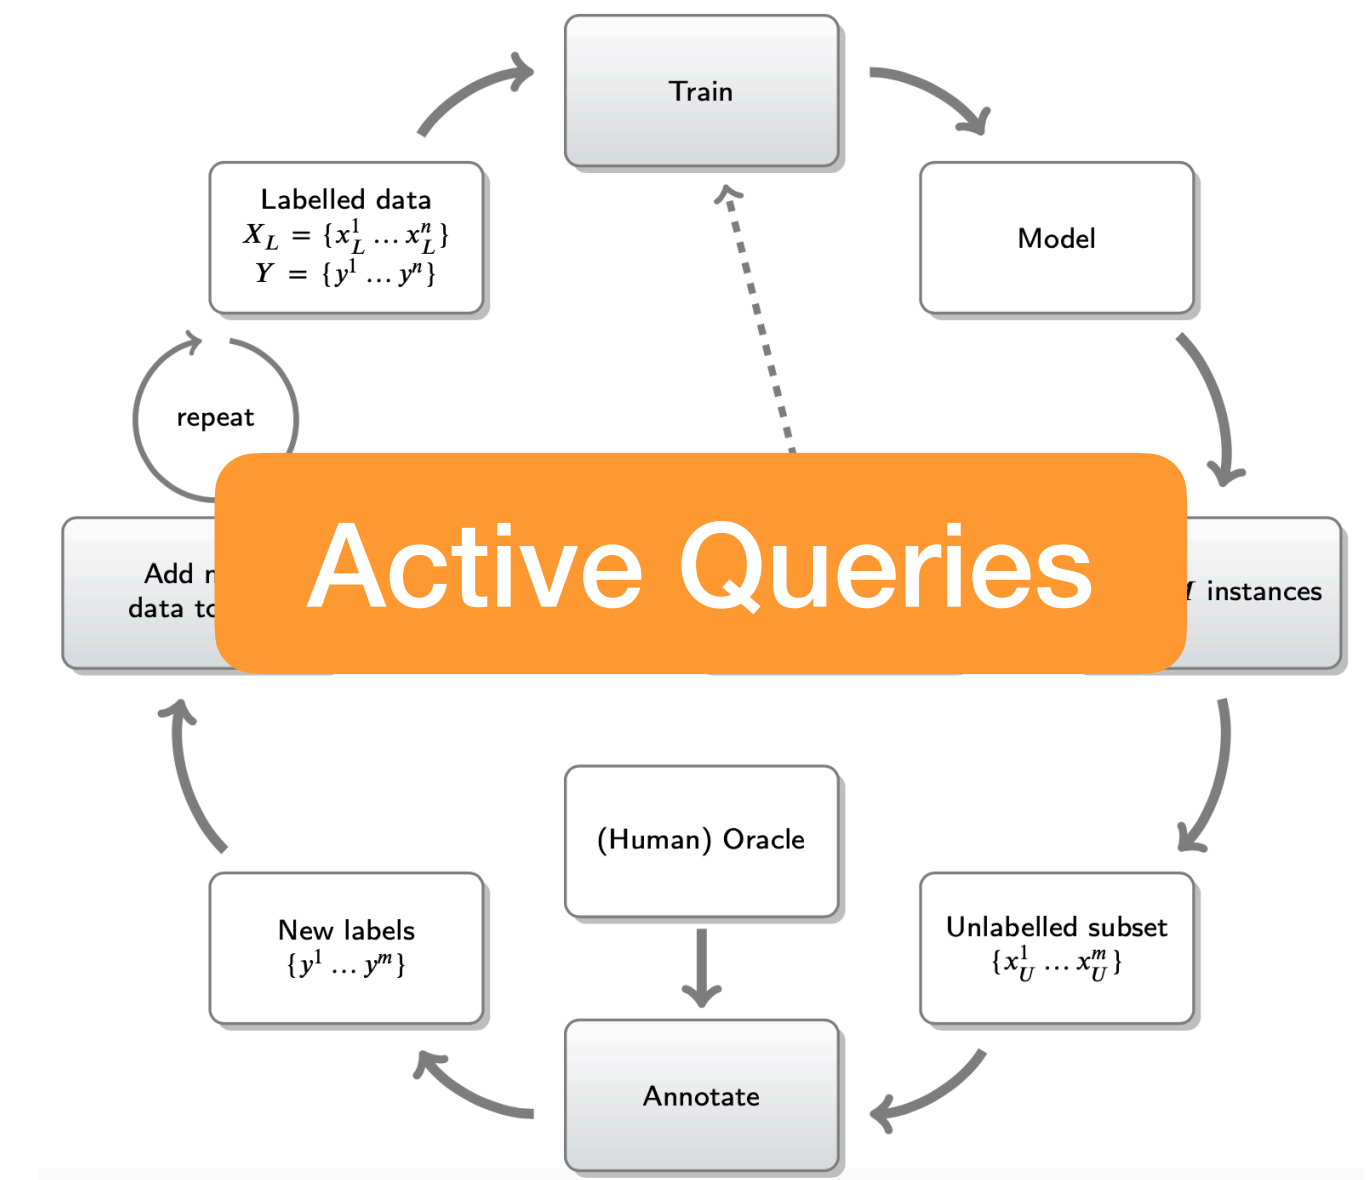 Train
Labelled data
X_L = {x_L^1 … x_L^n}
Y = {y^1 … y^n}
Model
repeat
Active Queries
Add
data
instances
(Human) Oracle
New labels
{y^1 … y^m}
Unlabelled subset
{x_U^1 … x_U^m}
Annotate